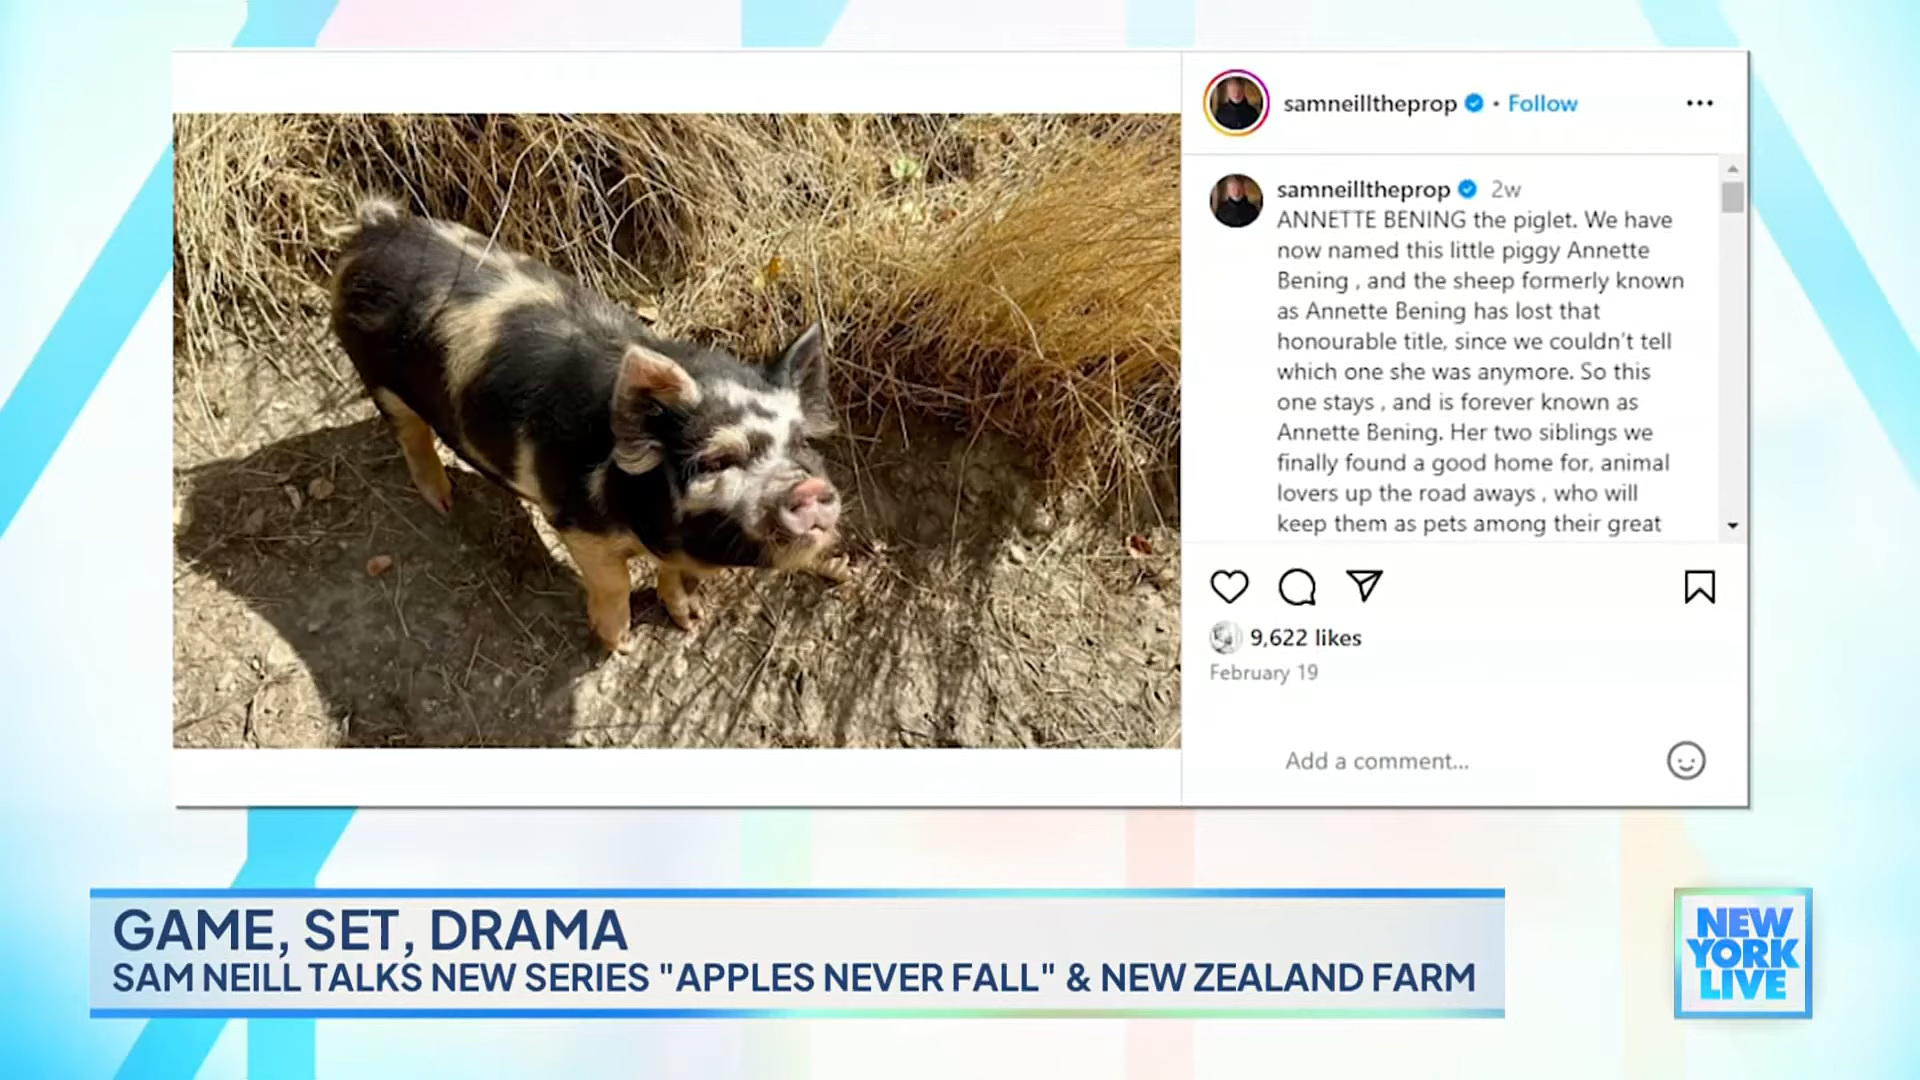 samneilltheprop • Follow
samneilltheprop 2w
ANNETTE BENING the piglet. We have
now named this little piggy Annette
Bening , and the sheep formerly known
as Annette Bening has lost that
honourable title, since we couldn't tell
which one she was anymore. So this
one stays , and is forever known as
Annette Bening. Her two siblings we
finally found a good home for, animal
lovers up the road aways , who will
keep them as pets among their great
9,622 likes
February 19
Add a comment...
GAME, SET, DRAMA
SAM NEILL TALKS NEW SERIES "APPLES NEVER FALL" & NEW ZEALAND FARM
NEW
YORK
LIVE